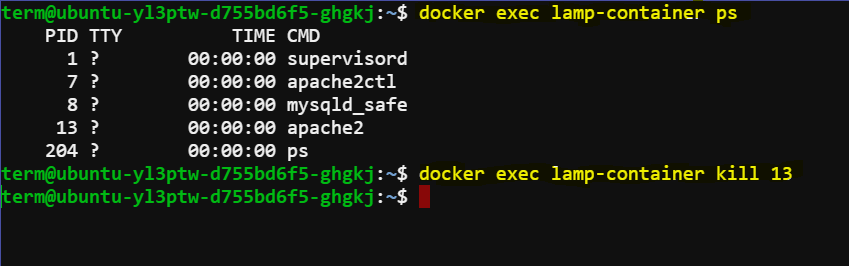 term@ubuntu-yl3ptw-d755bd6f5-ghgkj:~$ docker exec lamp-container ps
PID TTY TIME CMD
1 ? 00:00:00 supervisord
7 ? 00:00:00 apache2ctl
8 ? 00:00:00 mysqld_safe
13 ? 00:00:00 apache2
204 ? 00:00:00 ps
term@ubuntu-yl3ptw-d755bd6f5-ghgkj:~$ docker exec lamp-container kill 13
term@ubuntu-yl3ptw-d755bd6f5-ghgkj:~$